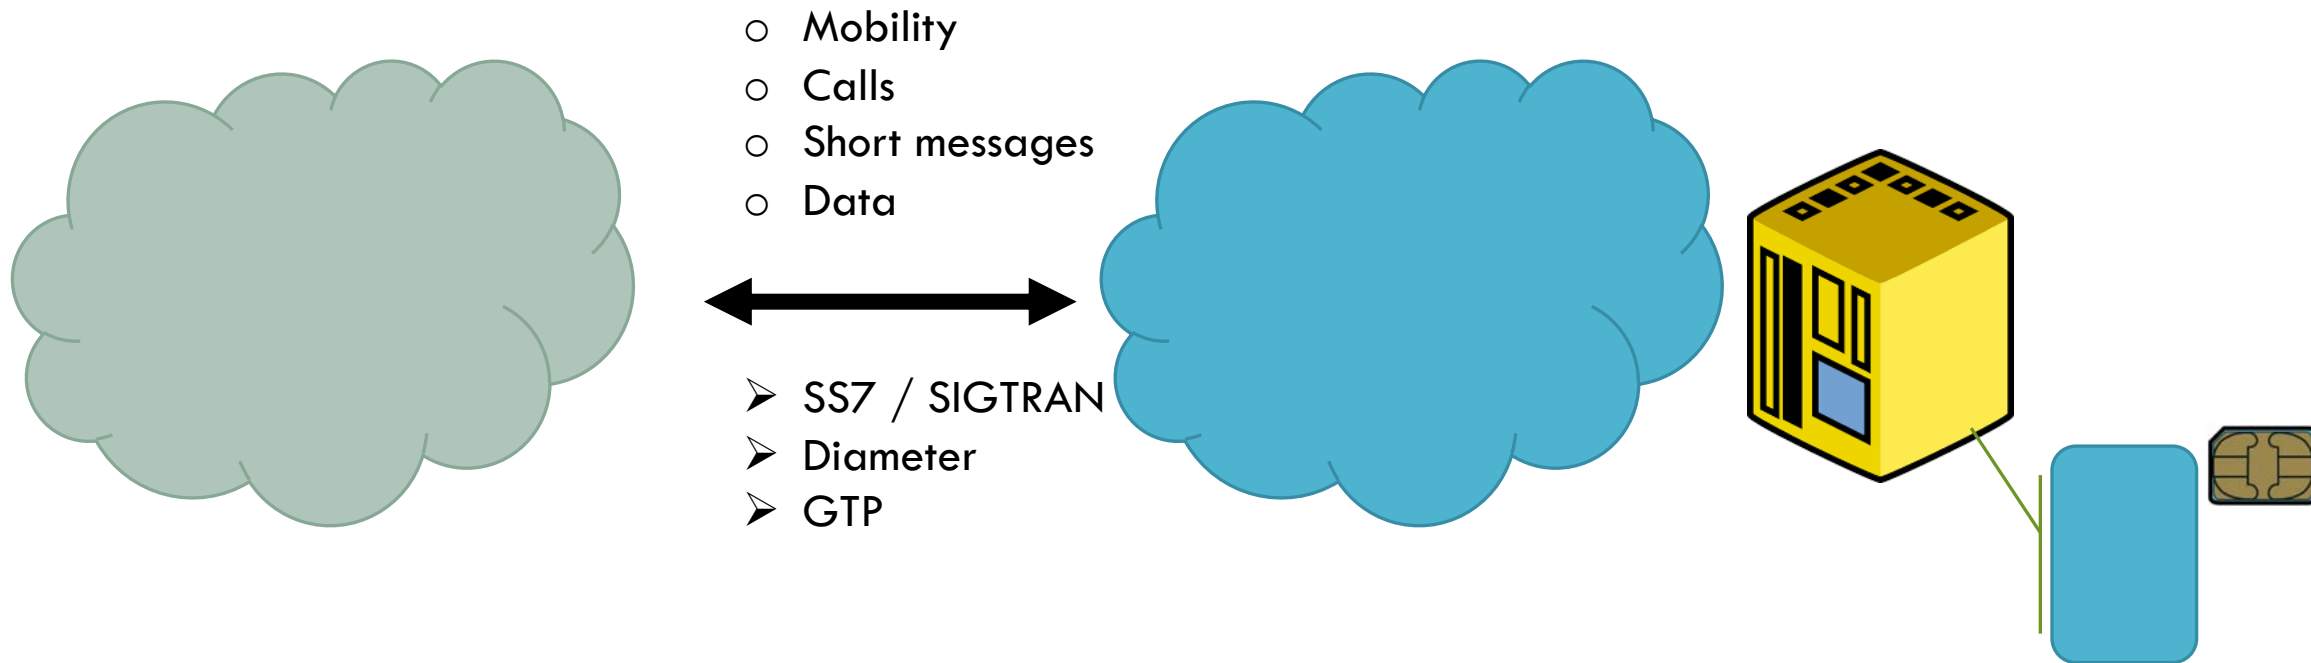 ○ Mobility
○ Calls
○ Short messages
○ Data
➢ SS7 / SIGTRAN
➢ Diameter
➢ GTP